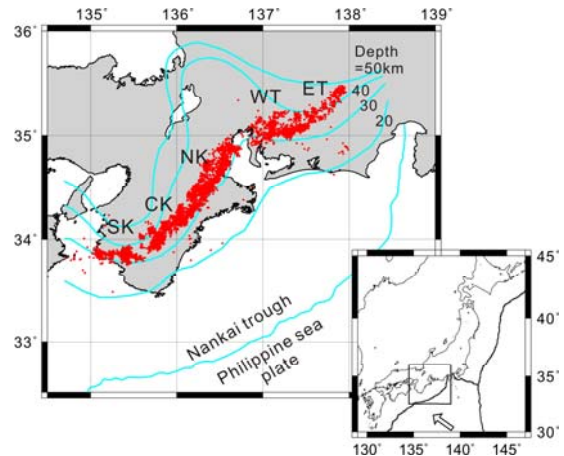 135° 136° 137° 138° 139°
Depth
=50km
ET
WT
40
30
20
NK
CK
SK
36°
35°
34°
33°
Nankai trough
Philippine sea
plate
45°
40°
35°
30°
130° 135° 140° 145°